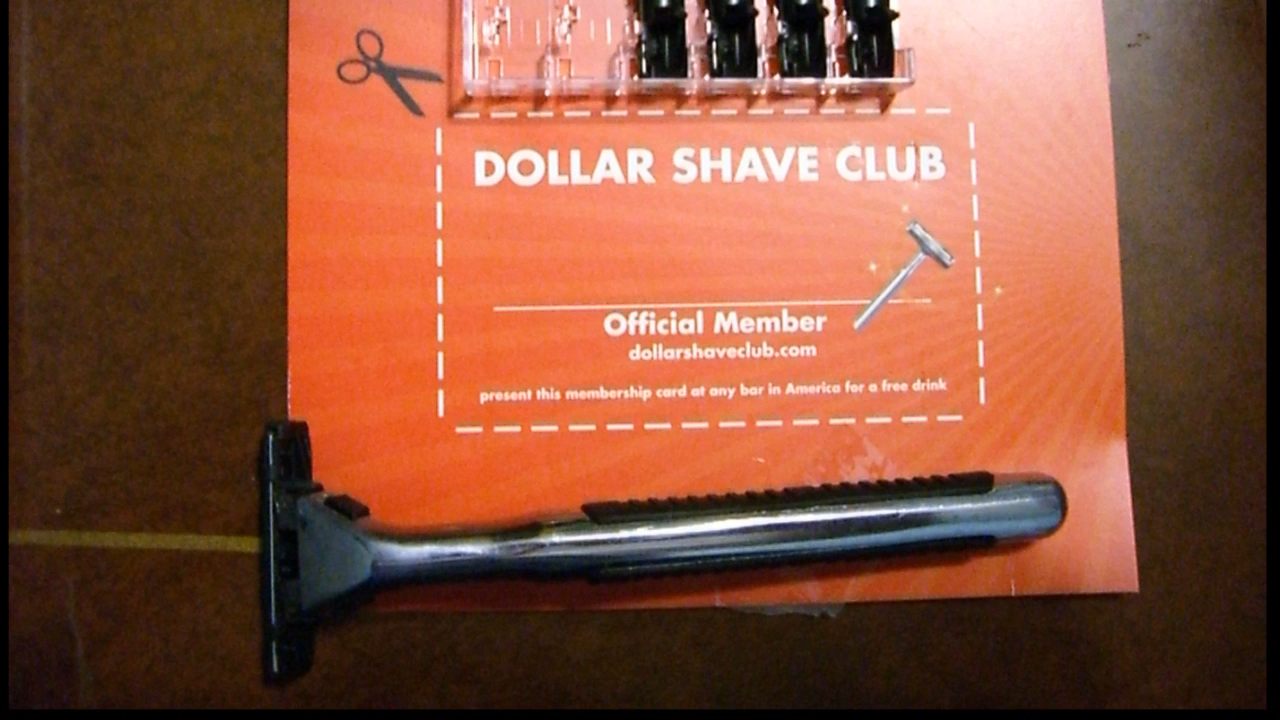 DOLLAR SHAVE CLUB
Official Member
dollarshaveclub.com
present this membership card at any bar in America for a free drink